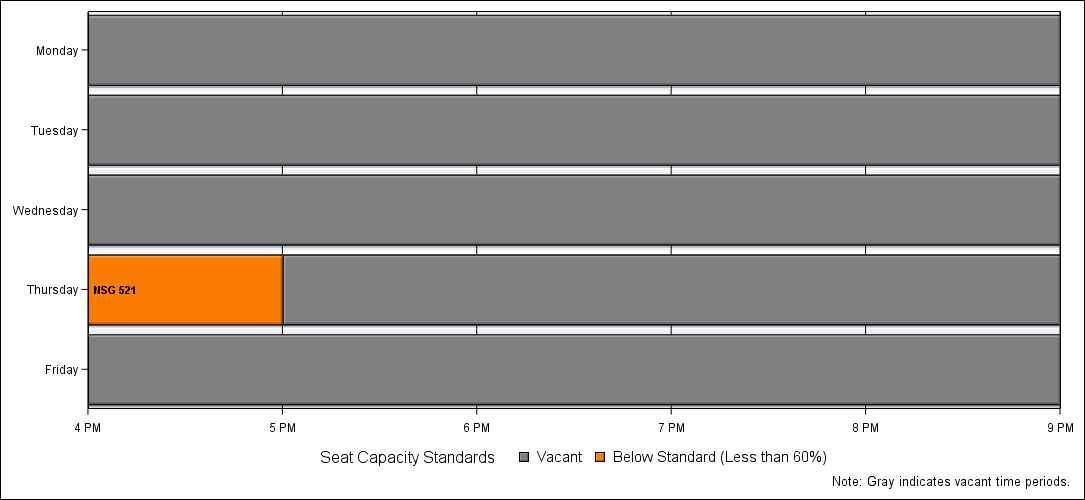 Monday
Tuesday
Wednesday
Thursday
NSG 521
Friday
4 PM 5 PM 6 PM 7 PM 8 PM 9 PM
Seat Capacity Standards Vacant Below Standard (Less than 60%)
Note: Gray indicates vacant time periods.